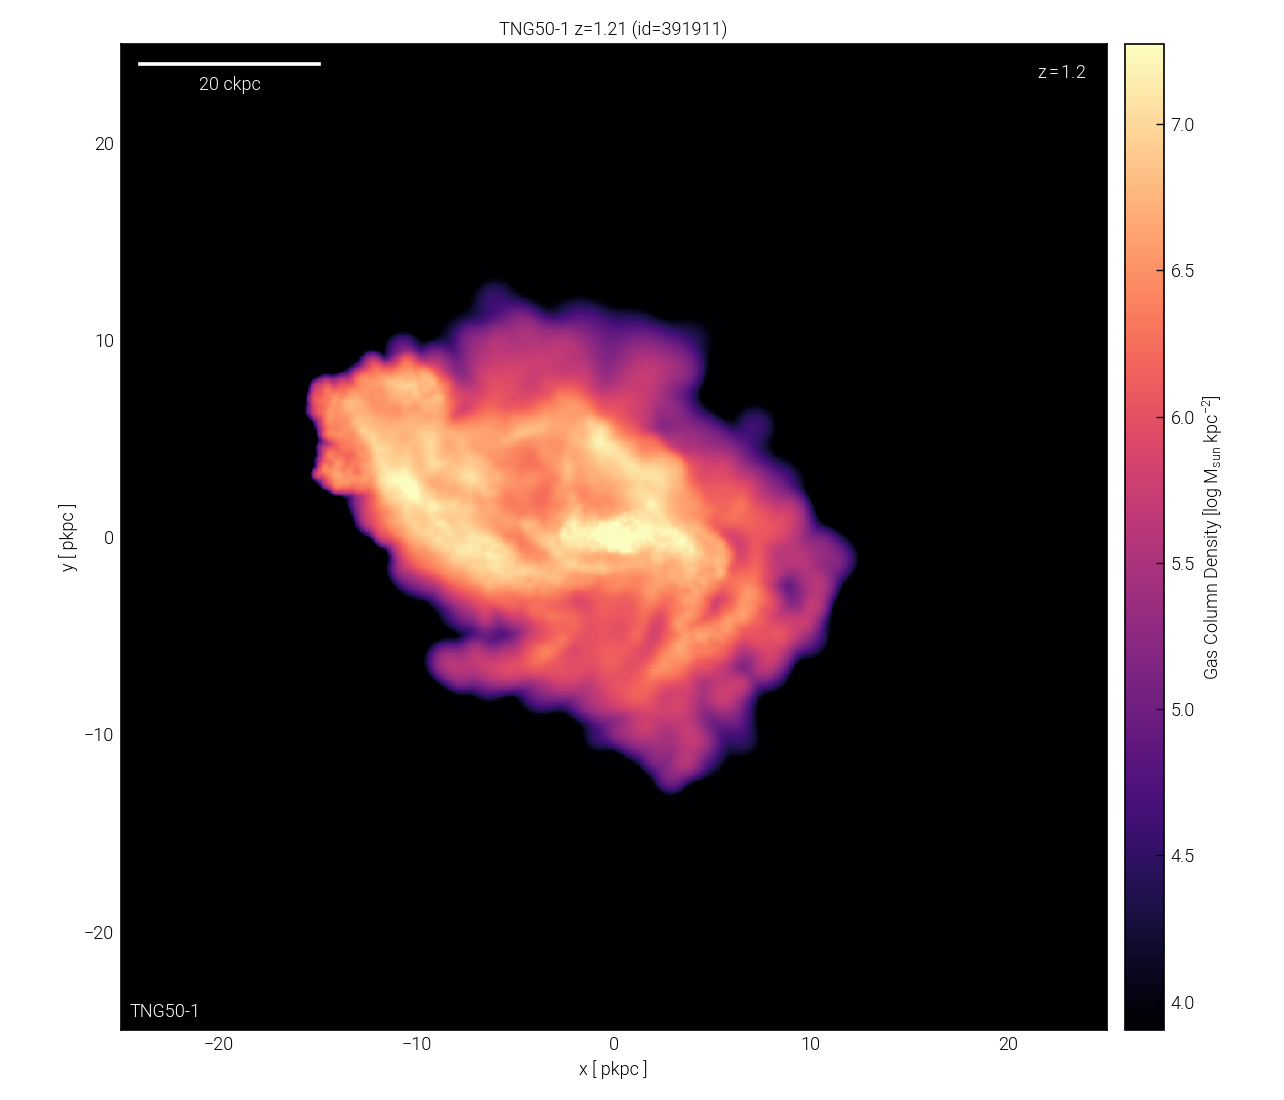 TNG50-1 z=1.21 (id=391911)
20 ckpc
z = 1.2
20
10
0
−10
−20
y [ pkpc ]
TNG50-1
−20
−10
0
10
20
x [ pkpc ]
7.0
6.5
6.0
5.5
5.0
4.5
4.0
Gas Column Density [log M_sun kpc⁻²]